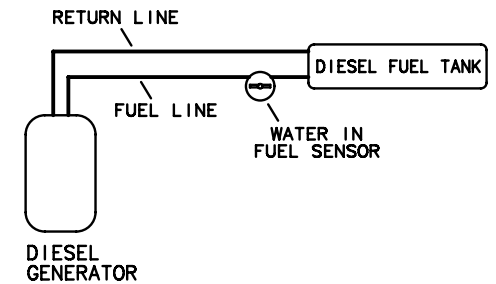 RETURN LINE
DIESEL FUEL TANK
FUEL LINE
WATER IN
FUEL SENSOR
DIESEL
GENERATOR